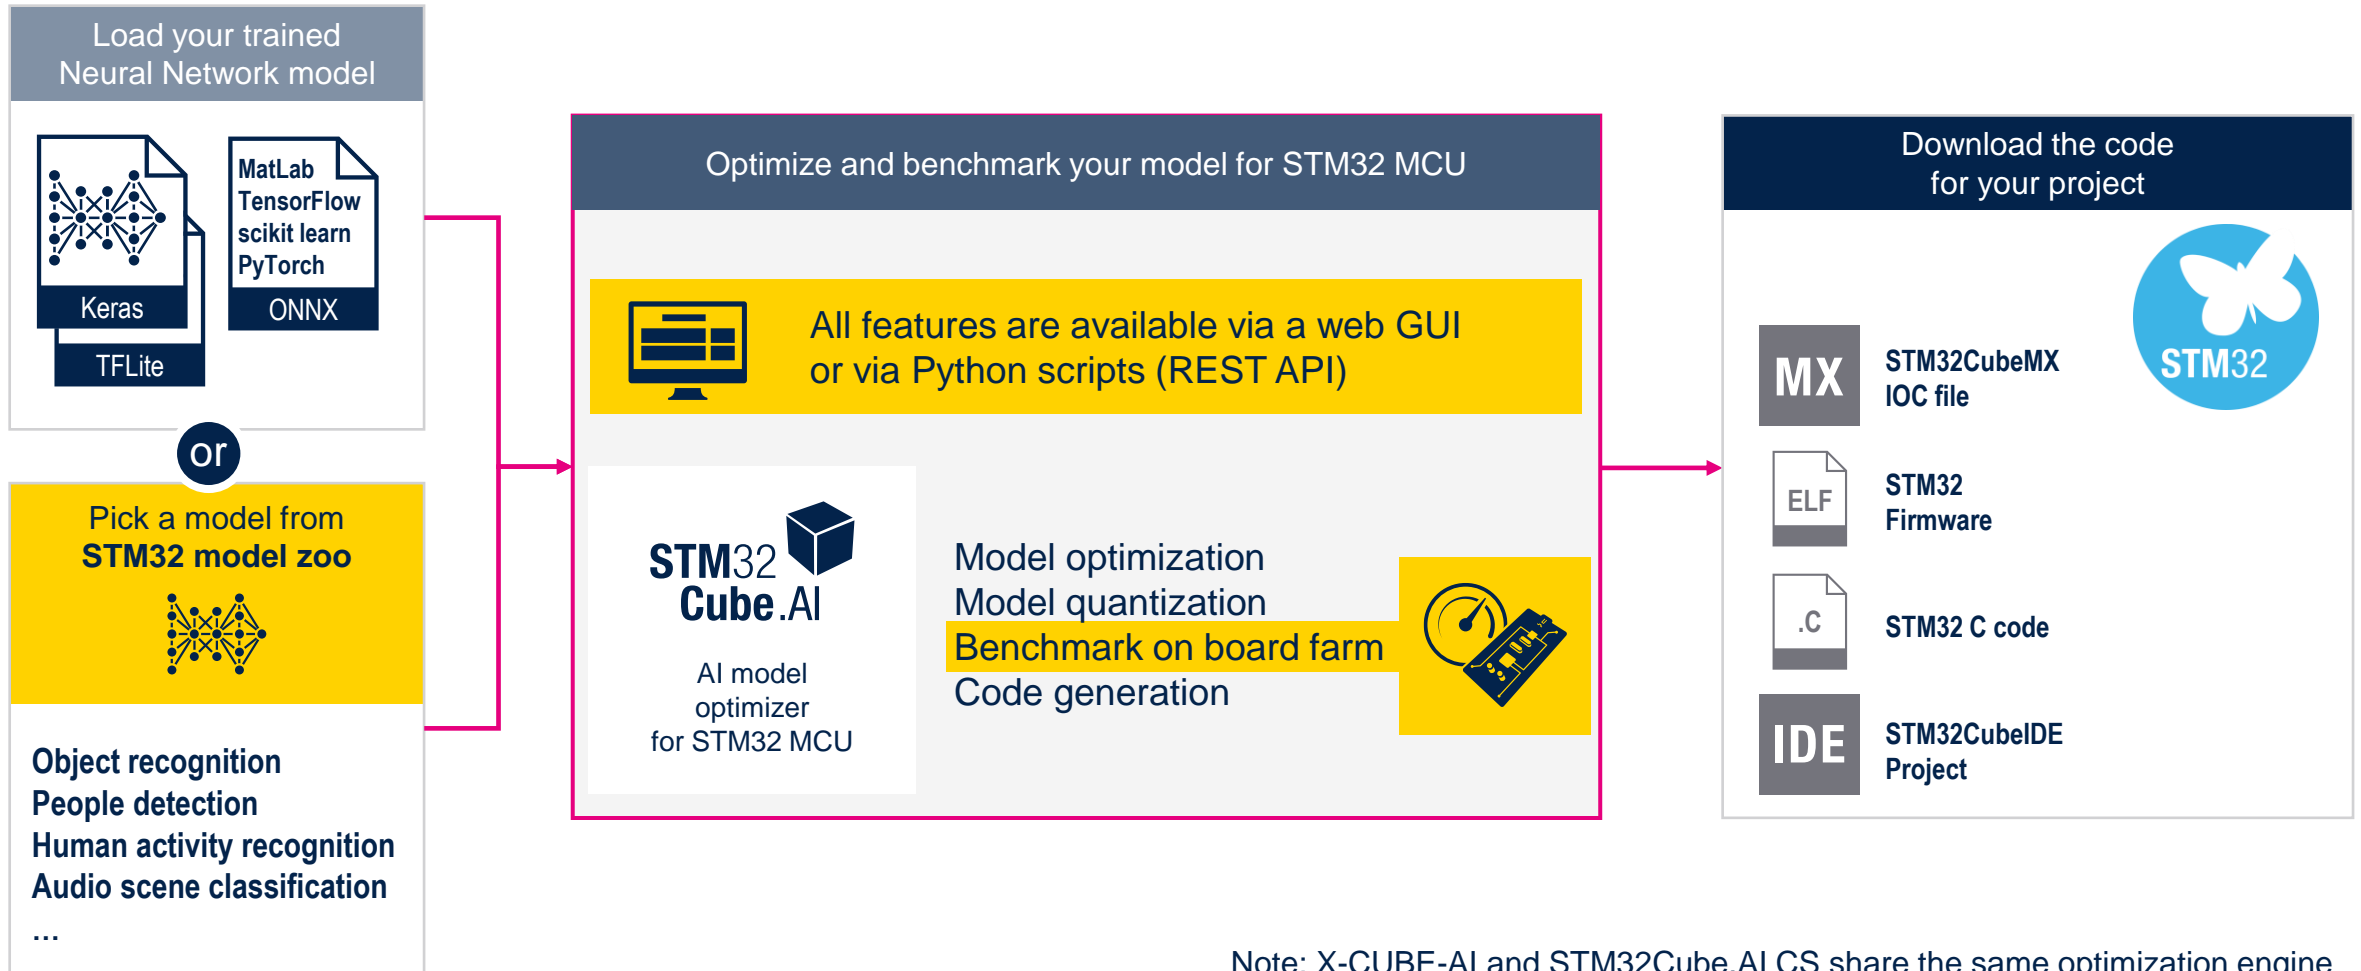 Load your trained
Neural Network model
MatLab
TensorFlow
scikit learn
PyTorch
Keras
ONNX
TFLite
or
Pick a model from
STM32 model zoo
Object recognition
People detection
Human activity recognition
Audio scene classification
...
Optimize and benchmark your model for STM32 MCU
All features are available via a web GUI
or via Python scripts (REST API)
STM32
Cube.AI
AI model
optimizer
for STM32 MCU
Model optimization
Model quantization
Benchmark on board farm
Code generation
Download the code
for your project
STM32
MX
STM32CubeMX
IOC file
ELF
STM32
Firmware
.C
STM32 C code
IDE
STM32CubeIDE
Project
Note: X-CUBE-AI and STM32Cube.AI CS share the same optimization engine